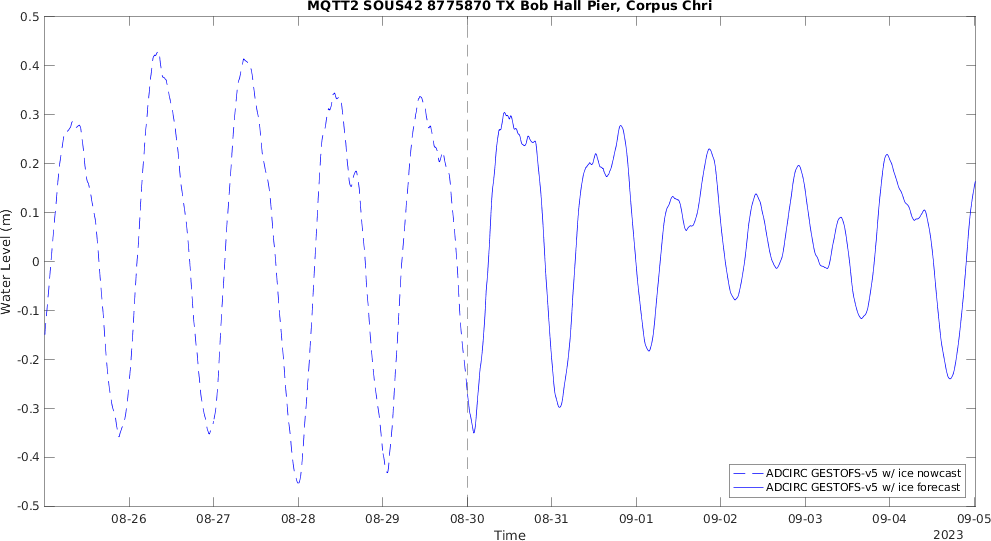 MQTT2 SOUS42 8775870 TX Bob Hall Pier, Corpus Chri
0.5
0.4
0.3
0.2
0.1
0
-0.1
-0.2
-0.3
-0.4
-0.5
Water Level (m)
ADCIRC GESTOFS-v5 w/ ice nowcast
ADCIRC GESTOFS-v5 w/ ice forecast
08-26 08-27 08-28 08-29 08-30 08-31 09-01 09-02 09-03 09-04 09-05
Time
2023